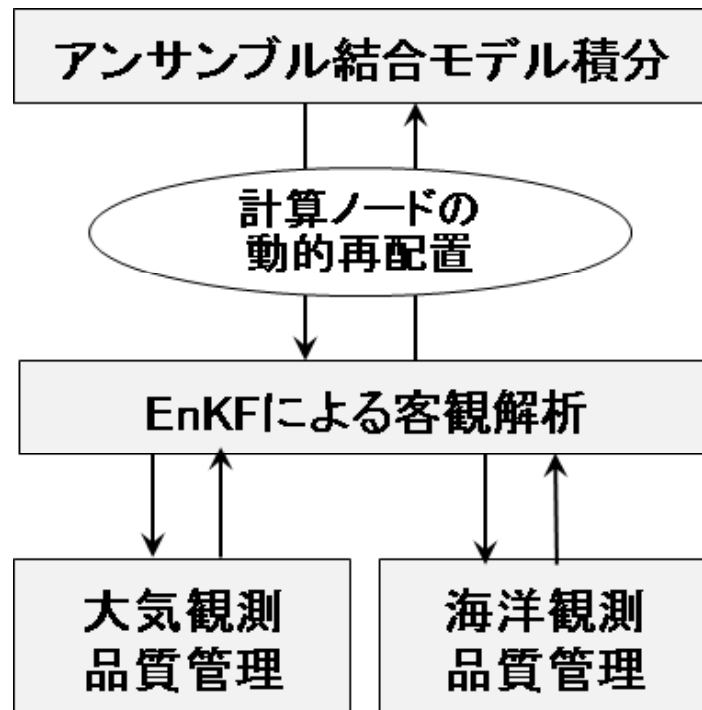 アンサンブル結合モデル積分
計算ノードの
動的再配置
EnKFによる客観解析
大気観測
品質管理
海洋観測
品質管理